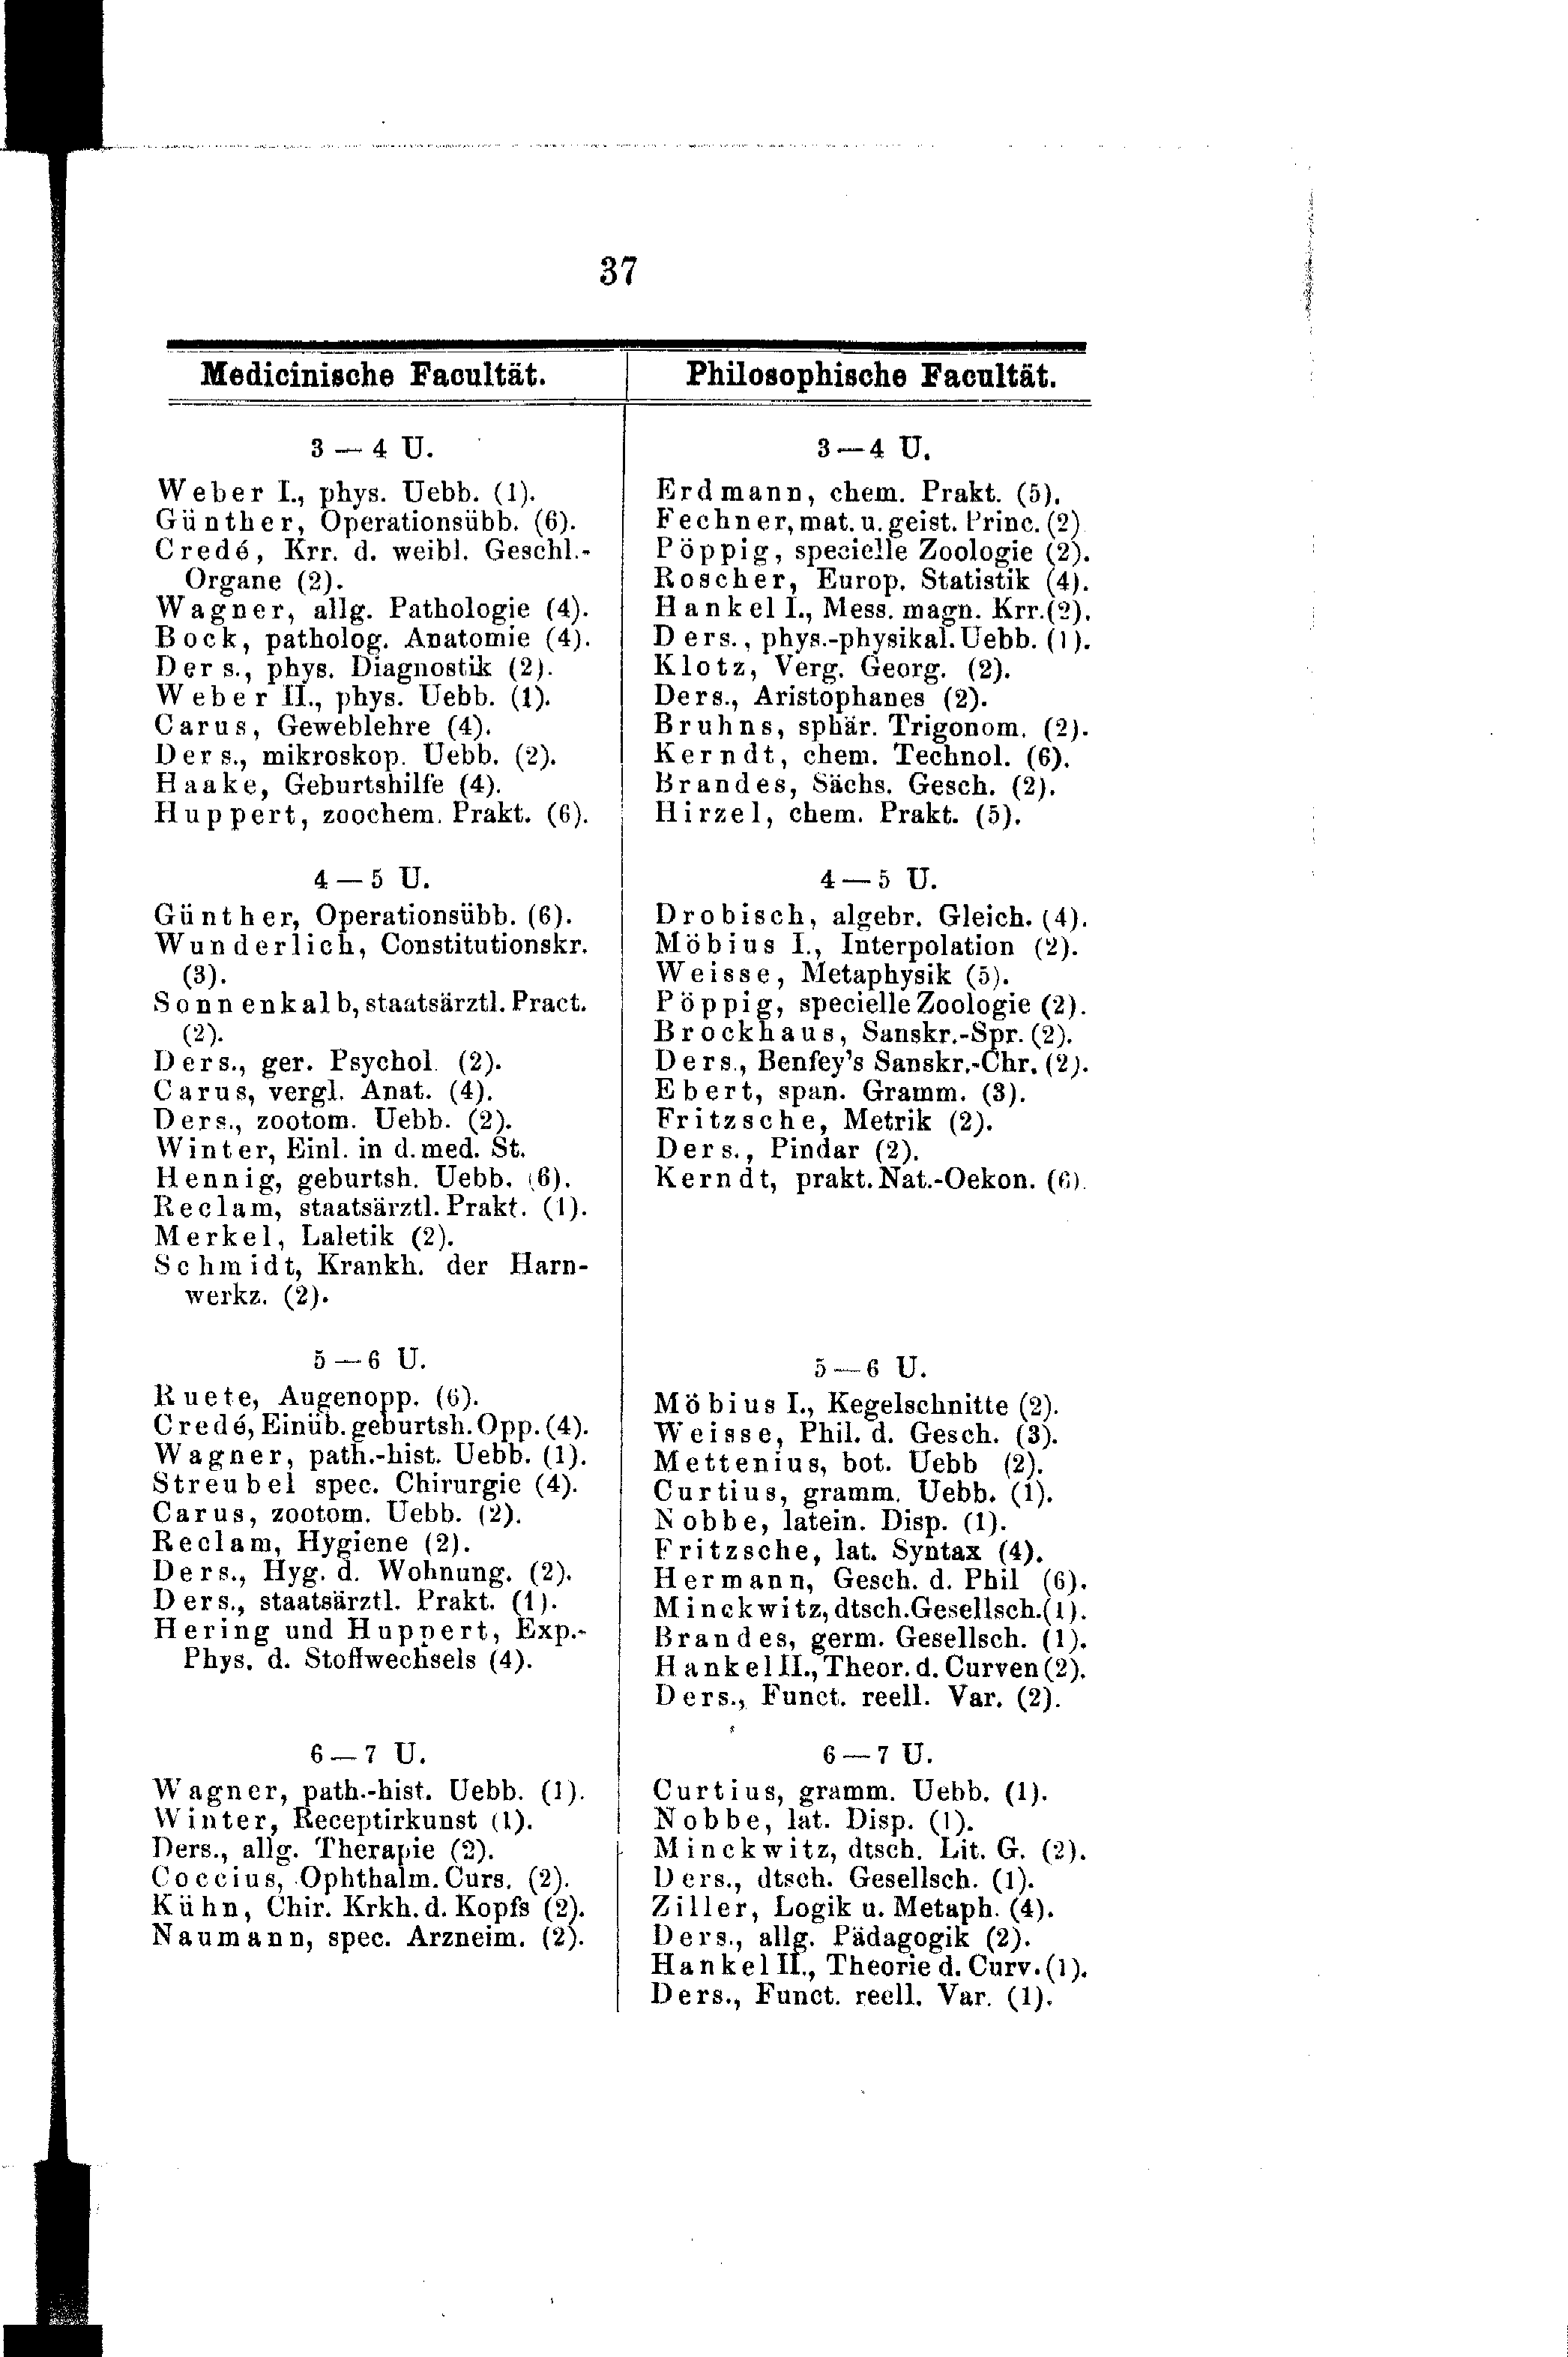 37
Medicinische Facultät.
3 — 4 U.
Weber I., phys. Uebb. (1).
Günther, Operationsübb. (6).
Credé, Krr. d. weibl. Geschl.-
Organe (2).
Wagner, allg. Pathologie (4).
Bock, patholog. Anatomie (4).
Ders., phys. Diagnostik (2).
Weber II., phys. Uebb. (1).
Carus, Geweblehre (4).
Ders., mikroskop. Uebb. (2).
Haake, Geburtshilfe (4).
Huppert, zoochem. Prakt. (6).
4 — 5 U.
Günther, Operationsübb. (6).
Wunderlich, Constitutionskr.
(3).
Sonnenkalb, staatsärztl. Pract.
(2).
Ders., ger. Psychol. (2).
Carus, vergl. Anat. (4).
Ders., zootom. Uebb. (2).
Winter, Einl. in d. med. St.
Hennig, geburtsh. Uebb. (6).
Reclam, staatsärztl. Prakt. (1).
Merkel, Laletik (2).
Schmidt, Krankh. der Harn-
werkz. (2).
5 — 6 U.
Ruete, Augenopp. (6).
Credé, Einüb. geburtsh. Opp. (4).
Wagner, path.-hist. Uebb. (1).
Streubel spec. Chirurgie (4).
Carus, zootom. Uebb. (2).
Reclam, Hygiene (2).
Ders., Hyg. d. Wohnung. (2).
Ders., staatsärztl. Prakt. (1).
Hering und Huppert, Exp.-
Phys. d. Stoffwechsels (4).
6 — 7 U.
Wagner, path.-hist. Uebb. (1).
Winter, Receptirkunst (1).
Ders., allg. Therapie (2).
Coccius, Ophthalm. Curs. (2).
Kühn, Chir. Krkh. d. Kopfs (2).
Naumann, spec. Arzneim. (2).
Philosophische Facultät.
3 — 4 U.
Erdmann, chem. Prakt. (5).
Fechner, mat. u. geist. Princ. (2)
Pöppig, specielle Zoologie (2).
Roscher, Europ. Statistik (4).
Hankel I., Mess. magn. Krr. (2).
Ders., phys.-physikal. Uebb. (1).
Klotz, Verg. Georg. (2).
Ders., Aristophanes (2).
Bruhns, sphär. Trigonom. (2).
Kerndt, chem. Technol. (6).
Brandes, Sächs. Gesch. (2).
Hirzel, chem. Prakt. (5).
4 — 5 U.
Drobisch, algebr. Gleich. (4).
Möbius I., Interpolation (2).
Weisse, Metaphysik (5).
Pöppig, specielle Zoologie (2).
Brockhaus, Sanskr.-Spr. (2).
Ders., Benfey's Sanskr.-Chr. (2).
Ebert, span. Gramm. (3).
Fritzsche, Metrik (2).
Ders., Pindar (2).
Kerndt, prakt. Nat.-Oekon. (6).
5 — 6 U.
Möbius I., Kegelschnitte (2).
Weisse, Phil. d. Gesch. (3).
Mettenius, bot. Uebb (2).
Curtius, gramm. Uebb. (1).
Nobbe, latein. Disp. (1).
Fritzsche, lat. Syntax (4).
Hermann, Gesch. d. Phil (6).
Minckwitz, dtsch. Gesellsch. (1).
Brandes, germ. Gesellsch. (1).
Hankel II., Theor. d. Curven (2).
Ders., Funct. reell. Var. (2).
6 — 7 U.
Curtius, gramm. Uebb. (1).
Nobbe, lat. Disp. (1).
Minckwitz, dtsch. Lit. G. (2).
Ders., dtsch. Gesellsch. (1).
Ziller, Logik u. Metaph. (4).
Ders., allg. Pädagogik (2).
Hankel II., Theorie d. Curv. (1).
Ders., Funct. reell. Var. (1).